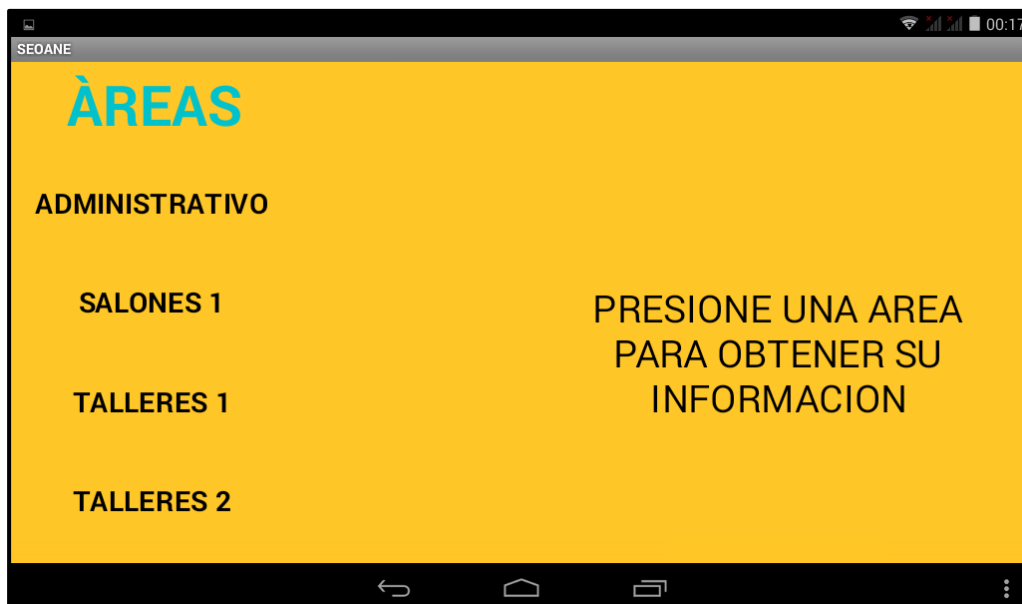 00:17
SEOANE
ÀREAS
ADMINISTRATIVO
SALONES 1
TALLERES 1
TALLERES 2
PRESIONE UNA AREA
PARA OBTENER SU
INFORMACION